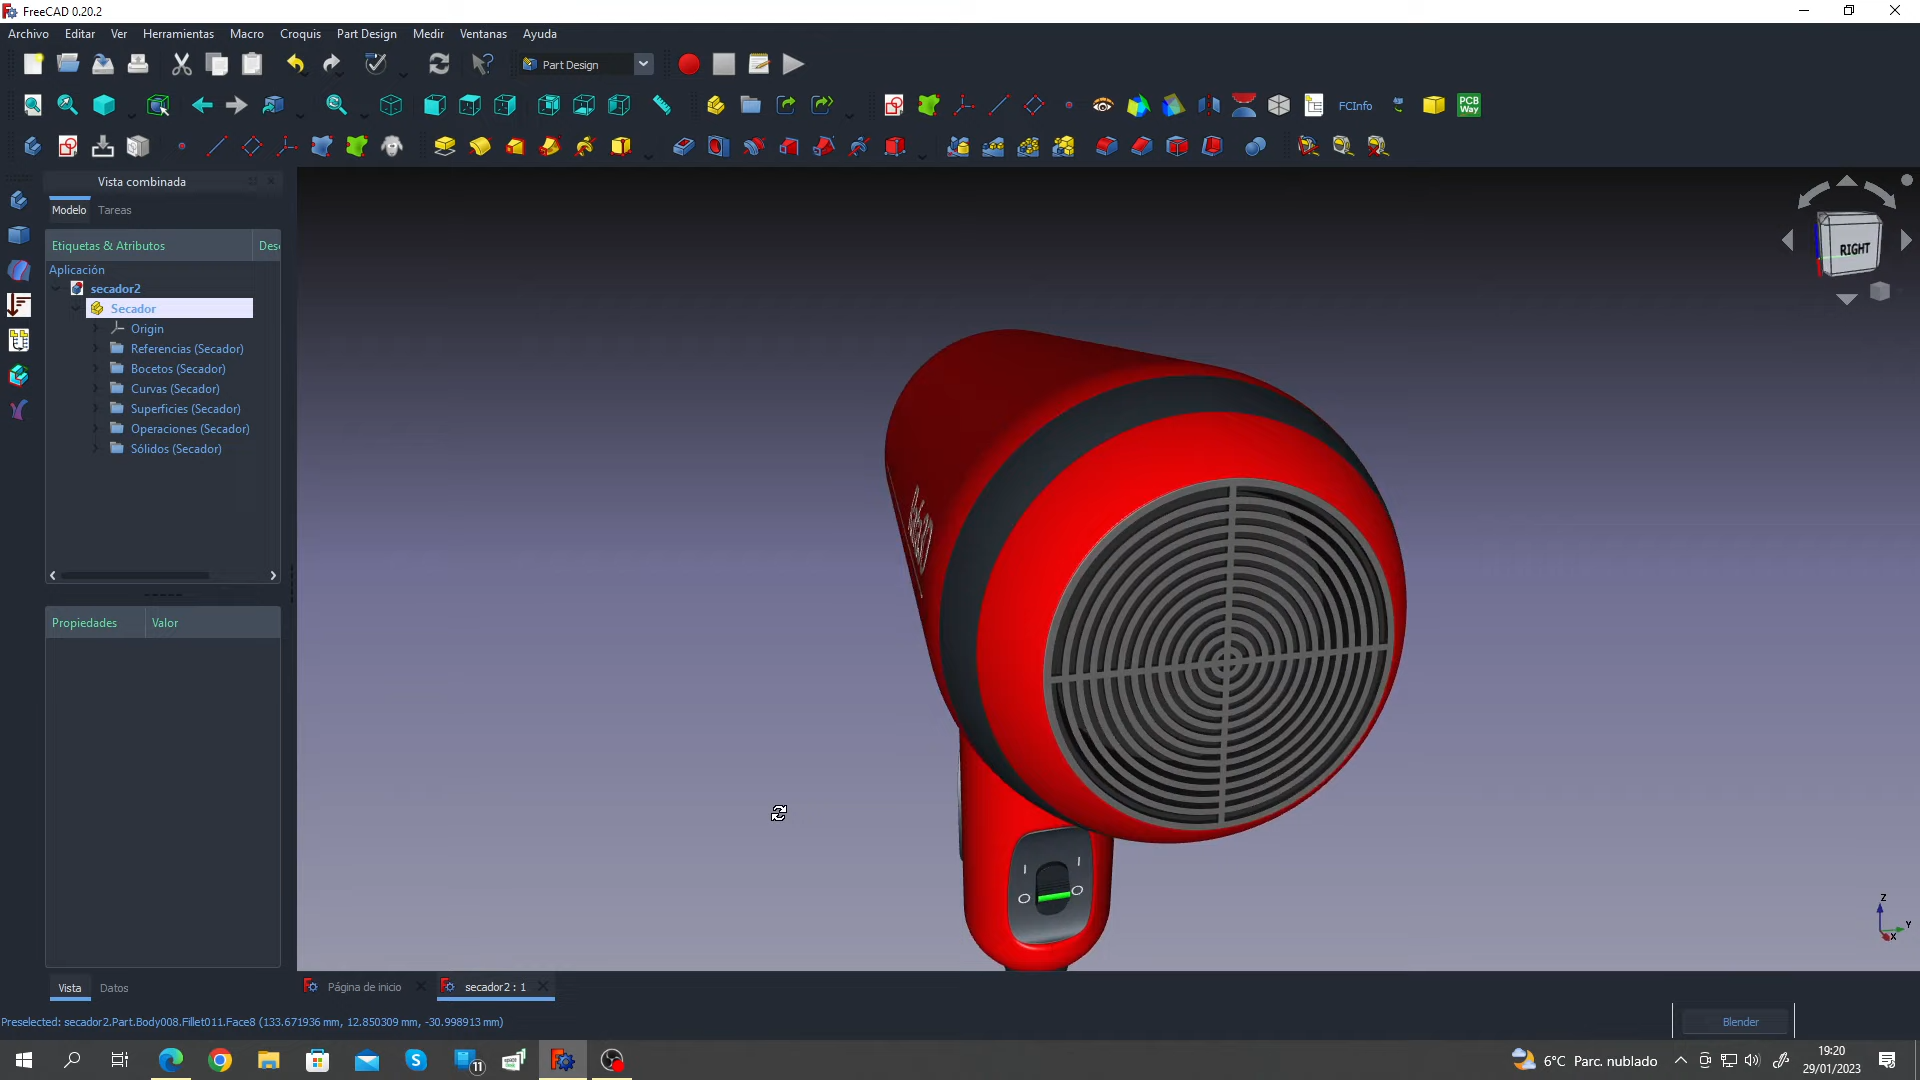 FreeCAD 0.20.2
Archivo Editar Ver Herramientas Macro Croquis Part Design Medir Ventanas Ayuda
Part Design
FCInfo
PCB
Way
Vista combinada
Modelo Tareas
Etiquetas & Atributos Des
Aplicación
secador2
Secador
Origin
Referencias (Secador)
Bocetos (Secador)
Curvas (Secador)
Superficies (Secador)
Operaciones (Secador)
Sólidos (Secador)
Propiedades Valor
RIGHT
I I
O O
Z
Y
X
Vista Datos
Página de inicio secador2 : 1
Preselected: secador2.Part.Body008.Fillet011.Face8 (133.671936 mm, 12.850309 mm, -30.998913 mm)
Blender
11
6°C Parc. nublado
19:20
29/01/2023